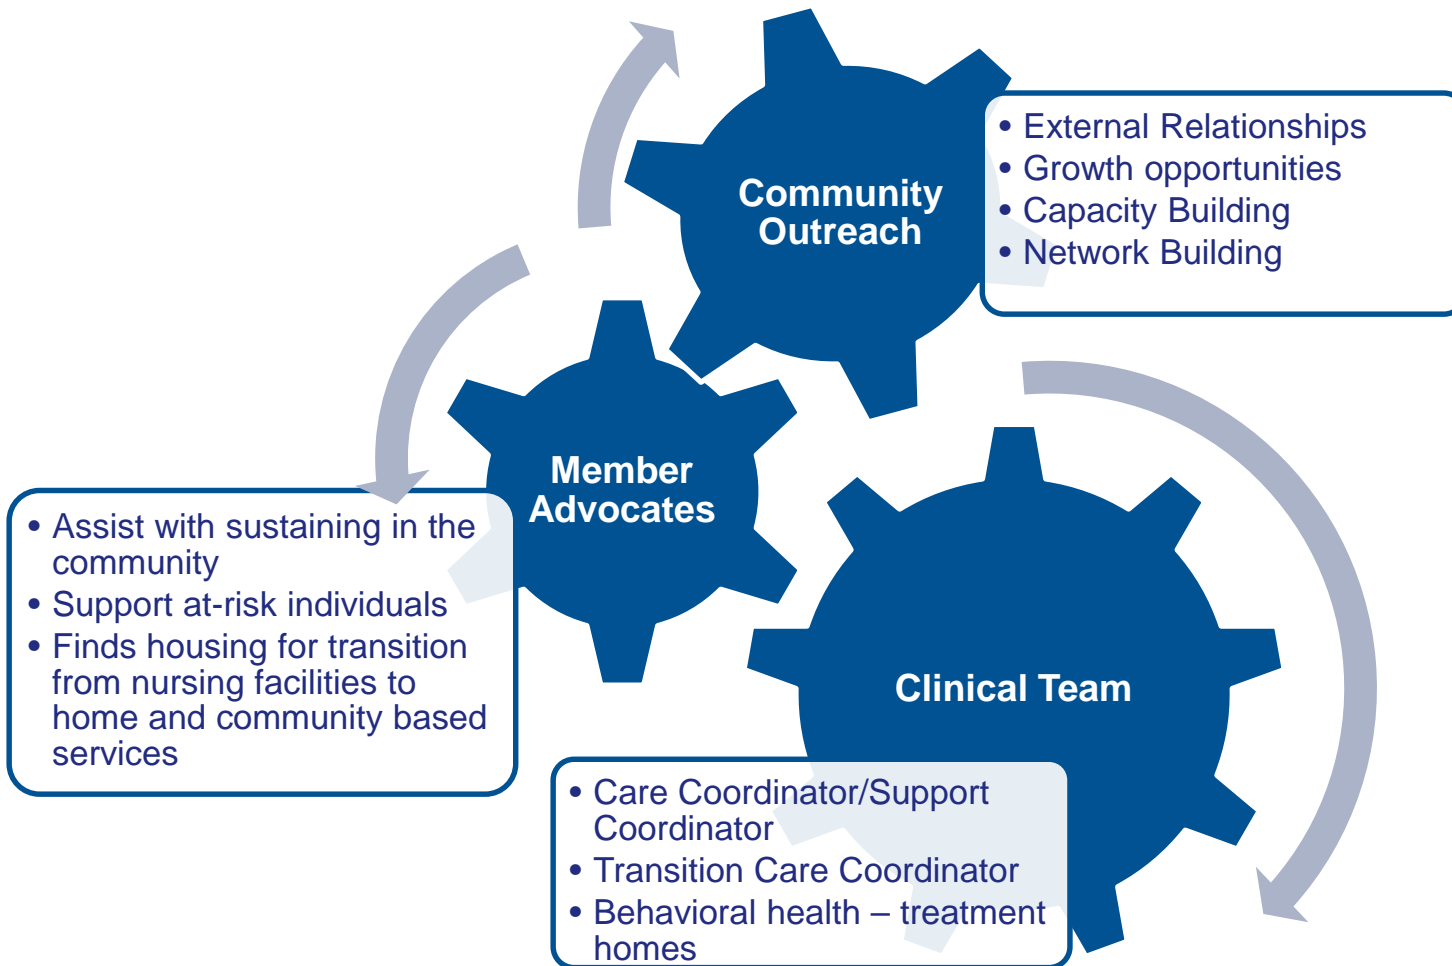 Community
Outreach
• External Relationships
• Growth opportunities
• Capacity Building
• Network Building
Member
Advocates
• Assist with sustaining in the
community
• Support at-risk individuals
• Finds housing for transition
from nursing facilities to
home and community based
services
Clinical Team
• Care Coordinator/Support
Coordinator
• Transition Care Coordinator
• Behavioral health – treatment
homes